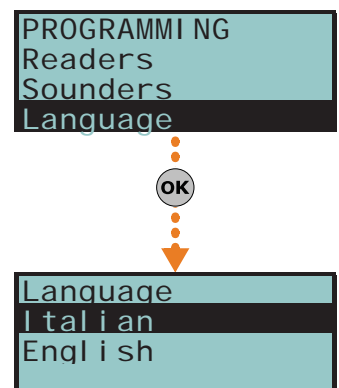 PROGRAMMING
Readers
Sounders
Language
OK
Language
Italian
English